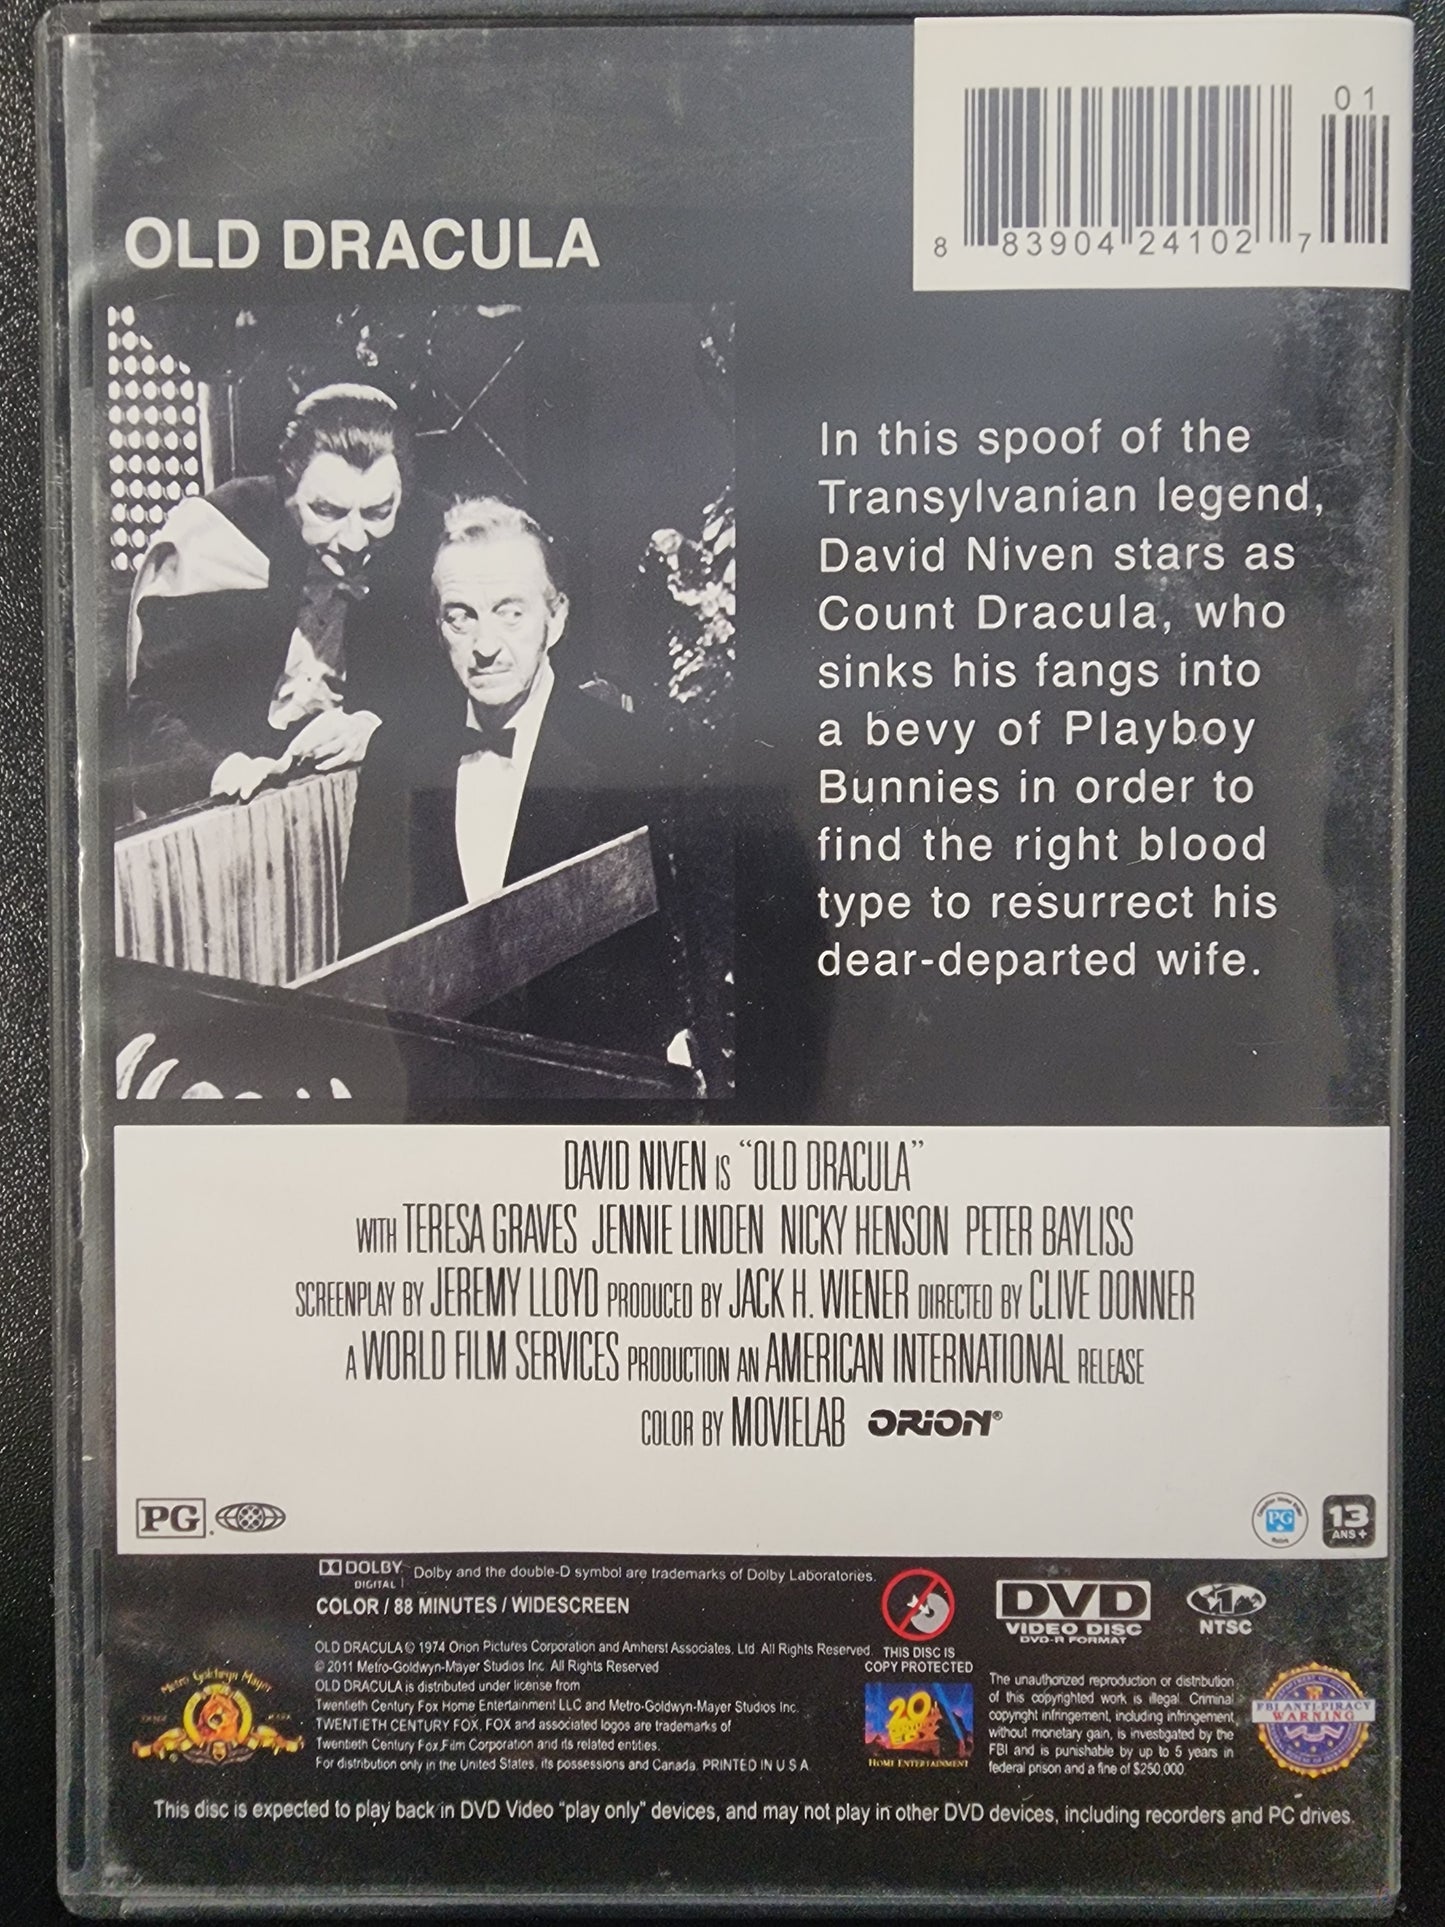 01
8 83904 24102 7
OLD DRACULA
In this spoof of the
Transylvanian legend,
David Niven stars as
Count Dracula, who
sinks his fangs into
a bevy of Playboy
Bunnies in order to
find the right blood
type to resurrect his
dear-departed wife.
DAVID NIVEN IS “OLD DRACULA”
WITH TERESA GRAVES JENNIE LINDEN NICKY HENSON PETER BAYLISS
SCREENPLAY BY JEREMY LLOYD PRODUCED BY JACK H. WIENER DIRECTED BY CLIVE DONNER
A WORLD FILM SERVICES PRODUCTION AN AMERICAN INTERNATIONAL RELEASE
COLOR BY MOVIELAB ORION®
PG
PG
13
ANS +
DOLBY
DIGITAL
Dolby and the double-D symbol are trademarks of Dolby Laboratories.
COLOR / 88 MINUTES / WIDESCREEN
OLD DRACULA © 1974 Orion Pictures Corporation and Amherst Associates, Ltd. All Rights Reserved.
© 2011 Metro-Goldwyn-Mayer Studios Inc. All Rights Reserved
OLD DRACULA is distributed under license from
Twentieth Century Fox Home Entertainment LLC and Metro-Goldwyn-Mayer Studios Inc.
TWENTIETH CENTURY FOX, FOX and associated logos are trademarks of
Twentieth Century Fox Film Corporation and its related entities.
For distribution only in the United States, its possessions and Canada. PRINTED IN U S A
Metro Goldwyn Mayer
THIS DISC IS
COPY PROTECTED
20
HOME ENTERTAINMENT
DVD
VIDEO DISC
DVD-R FORMAT
1
NTSC
The unauthorized reproduction or distribution
of this copyrighted work is illegal. Criminal
copyright infringement, including infringement
without monetary gain, is investigated by the
FBI and is punishable by up to 5 years in
federal prison and a fine of $250,000.
FBI ANTI-PIRACY
WARNING
This disc is expected to play back in DVD Video “play only” devices, and may not play in other DVD devices, including recorders and PC drives.